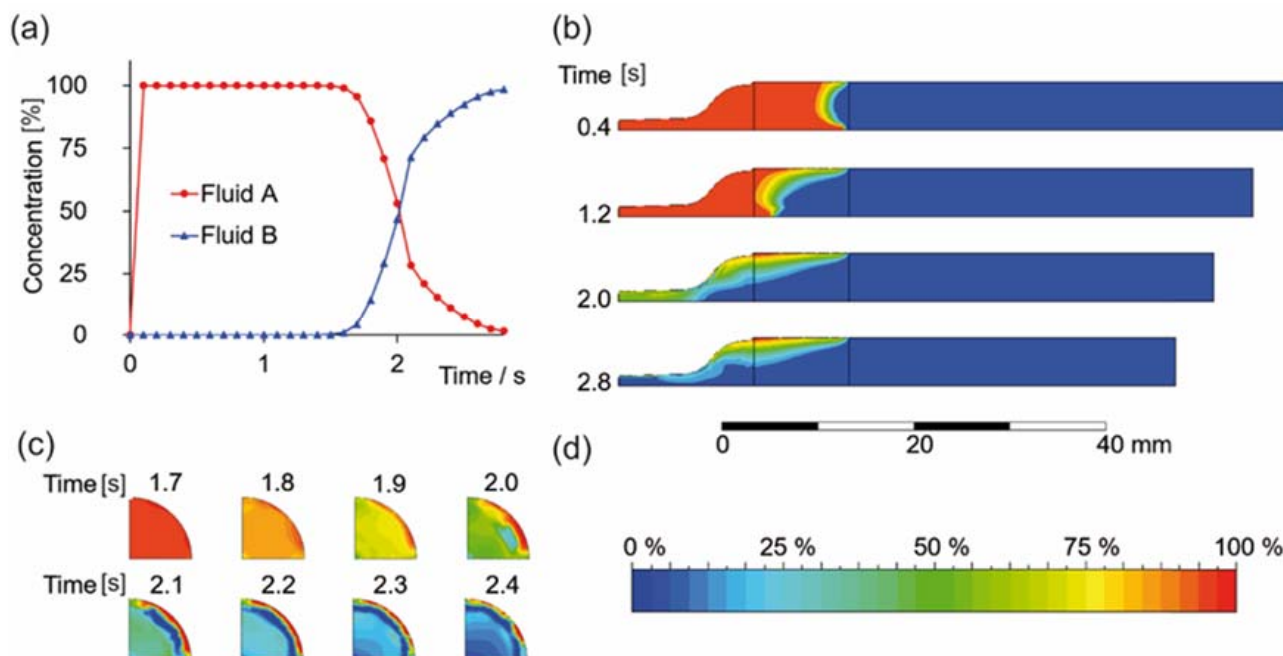 (a)
Concentration [%]
100
75
50
25
0
Fluid A
Fluid B
0 1 2
Time / s
(b)
Time [s]
0.4
1.2
2.0
2.8
0 20 40 mm
(c)
Time [s] 1.7 1.8 1.9 2.0
Time [s] 2.1 2.2 2.3 2.4
(d)
0 % 25 % 50 % 75 % 100 %